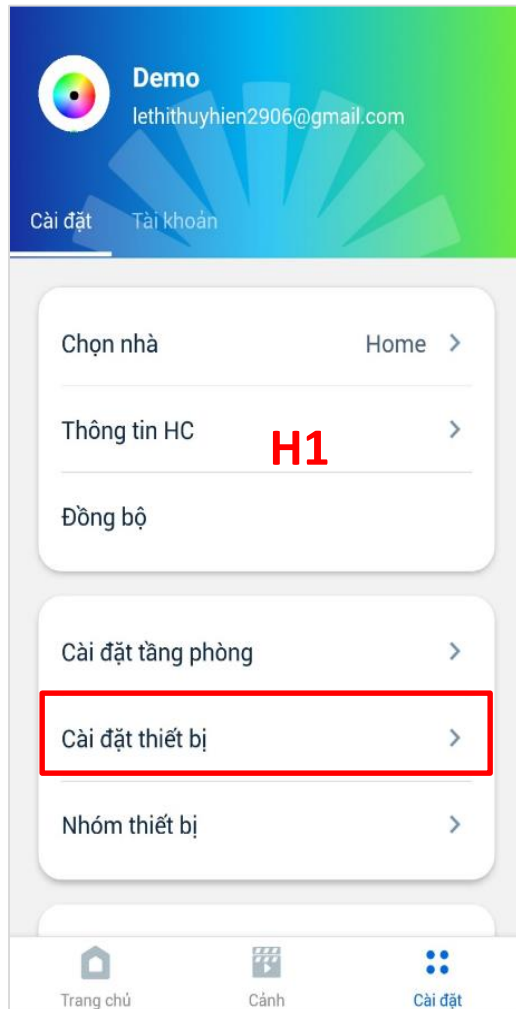 Demo
lethithuyhien2906@gmail.com
Cài đặt Tài khoản
Chọn nhà Home
Thông tin HC
H1
Đồng bộ
Cài đặt tầng phòng
Cài đặt thiết bị
Nhóm thiết bị
Trang chủ Cảnh Cài đặt